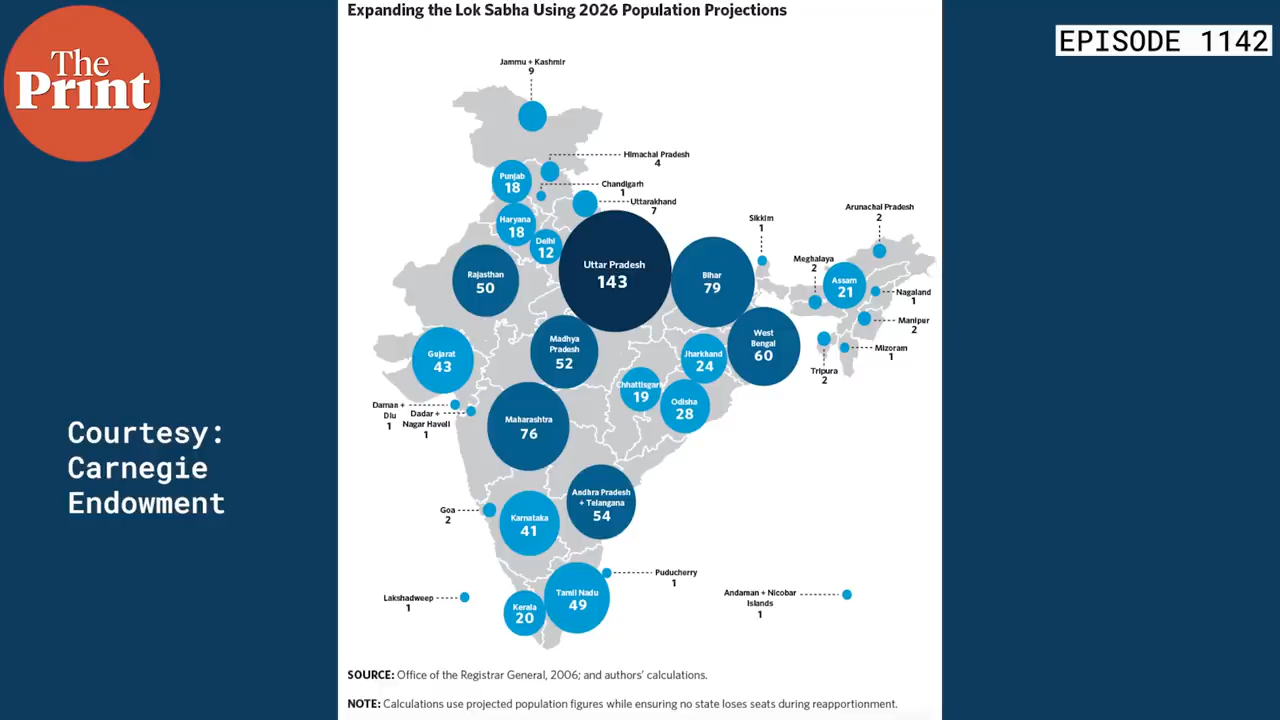 The
Print
EPISODE 1142
Courtesy:
Carnegie
Endowment
Expanding the Lok Sabha Using 2026 Population Projections
Jammu + Kashmir
9
Himachal Pradesh
4
Punjab
18
Chandigarh
1
Uttarakhand
7
Haryana
18
Delhi
12
Uttar Pradesh
143
Rajasthan
50
Bihar
79
Sikkim
1
Arunachal Pradesh
2
Meghalaya
2
Assam
21
Nagaland
1
Manipur
2
Mizoram
1
Tripura
2
West
Bengal
60
Jharkhand
24
Madhya
Pradesh
52
Gujarat
43
Chhattisgarh
19
Odisha
28
Daman +
Diu
1
Dadar +
Nagar Haveli
1
Maharashtra
76
Andhra Pradesh
+ Telangana
54
Goa
2
Karnataka
41
Puducherry
1
Tamil Nadu
49
Kerala
20
Lakshadweep
1
Andaman + Nicobar
Islands
1
SOURCE: Office of the Registrar General, 2006; and authors' calculations.
NOTE: Calculations use projected population figures while ensuring no state loses seats during reapportionment.